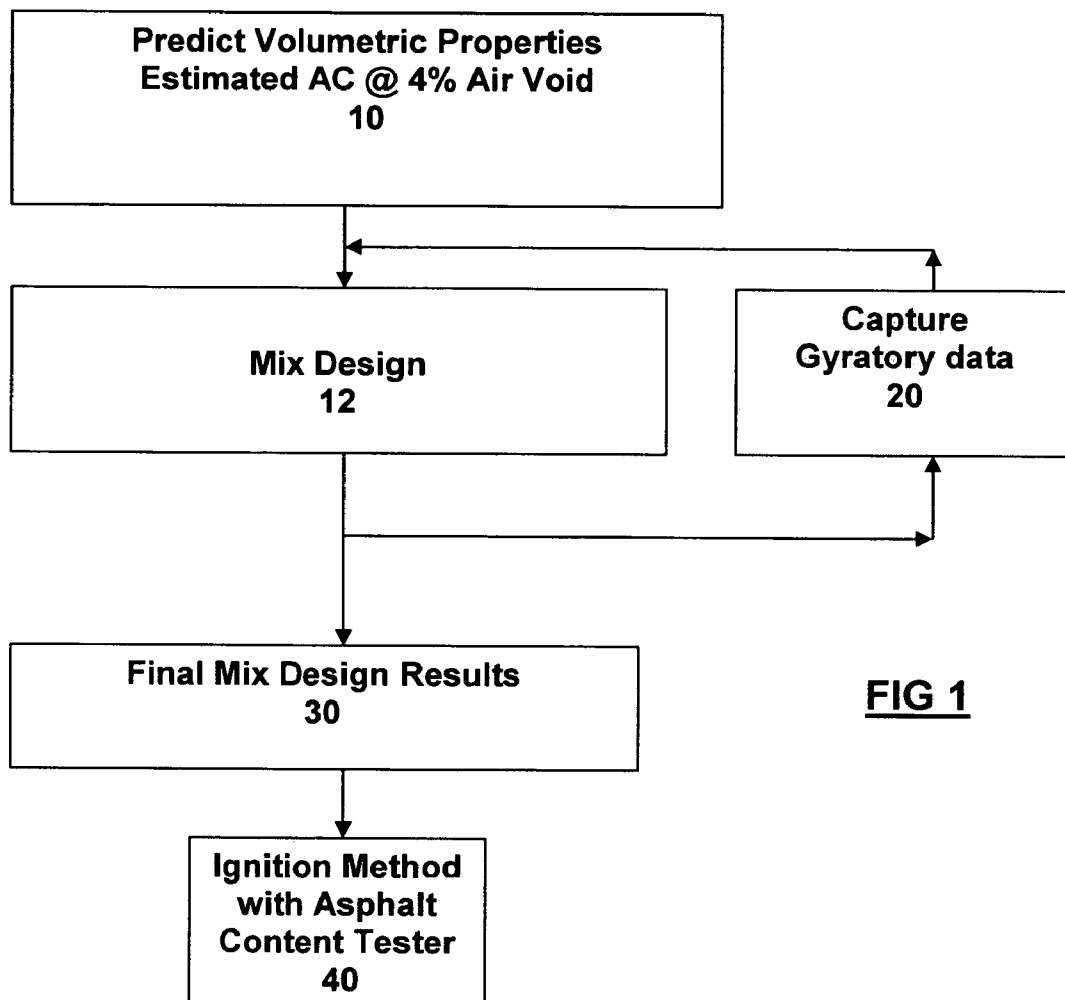 Predict Volumetric Properties
Estimated AC @ 4% Air Void
10
Mix Design
12
Capture
Gyratory data
20
Final Mix Design Results
30
FIG 1
Ignition Method
with Asphalt
Content Tester
40